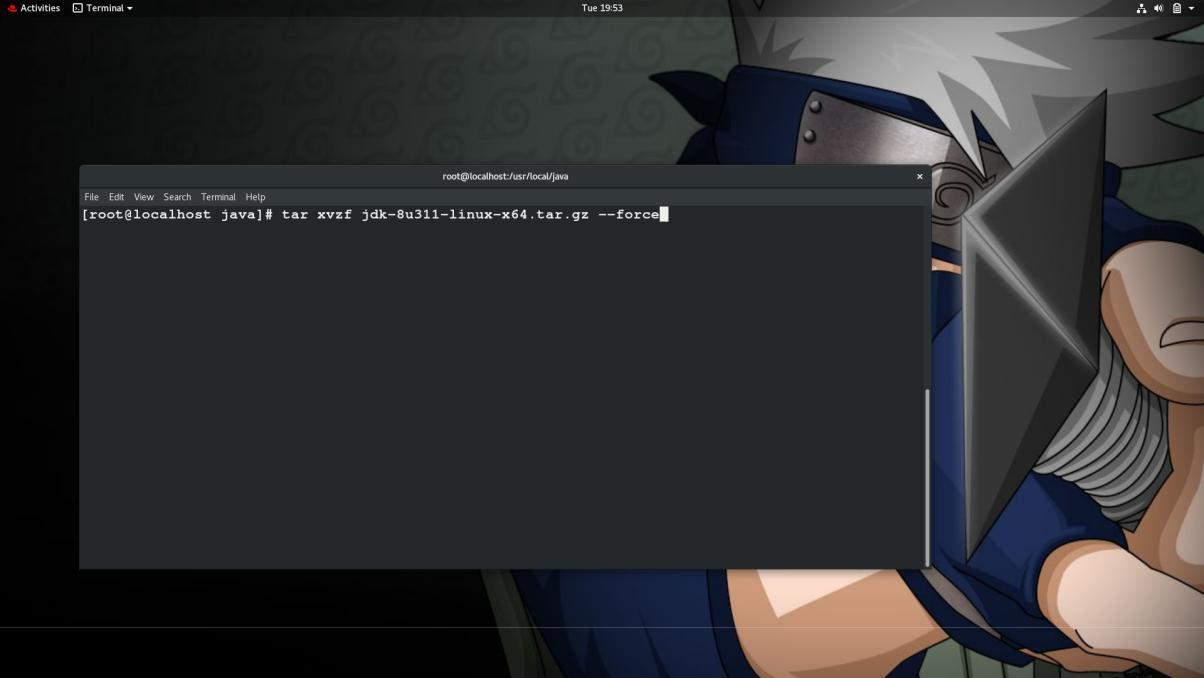 Activities Terminal Tue 19:53
root@localhost:/usr/local/java ×
File Edit View Search Terminal Help
[root@localhost java]# tar xvzf jdk-8u311-linux-x64.tar.gz --force